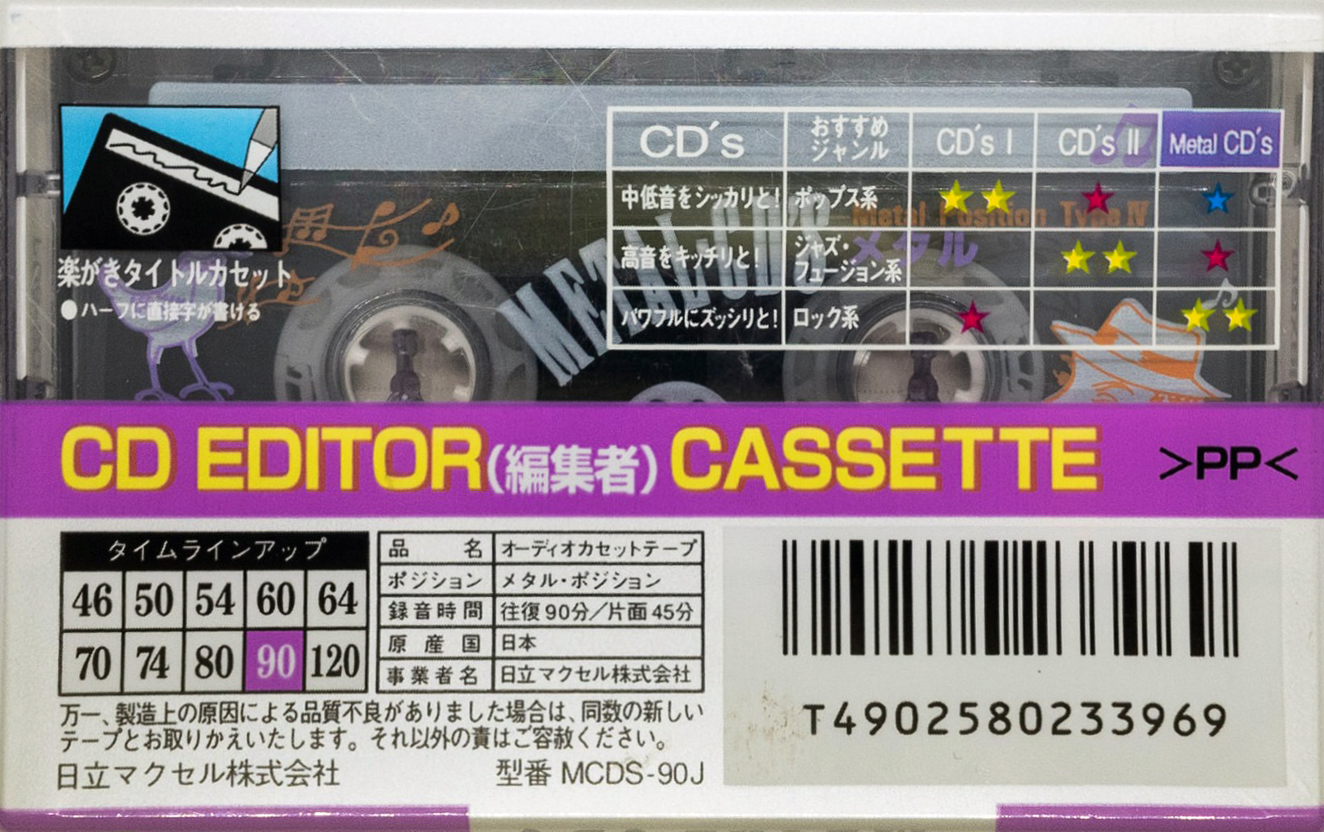 CD's おすすめジャンル CD's I CD's II Metal CD's
中低音をシッカリと! ポップス系 ★★ ★ ★
高音をキッチリと! ジャズ・フュージョン系 ★★ ★
パワフルにズッシリと! ロック系 ★ ★★
Metal Position Type IV
メタル
METAL-CD'S
楽がきタイトルカセット
●ハーフに直接字が書ける
CD EDITOR(編集者)CASSETTE >PP<
タイムラインアップ
46 50 54 60 64
70 74 80 90 120
品名 オーディオカセットテープ
ポジション メタル・ポジション
録音時間 往復90分/片面45分
原産国 日本
事業者名 日立マクセル株式会社
万一、製造上の原因による品質不良がありました場合は、同数の新しい
テープとお取りかえいたします。それ以外の責はご容赦ください。
日立マクセル株式会社 型番 MCDS-90J
T4902580233969